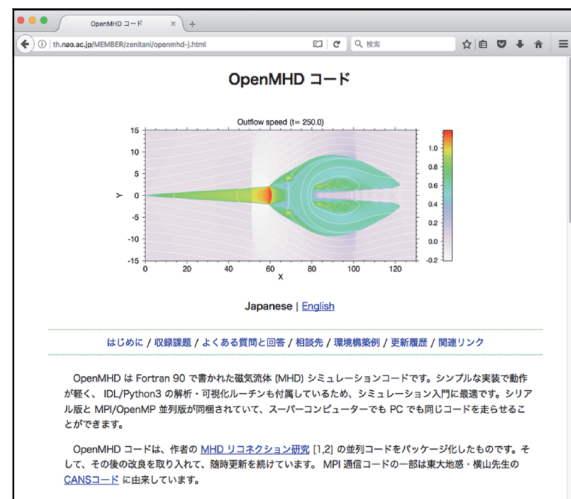 OpenMHD コード
th.nao.ac.jp/MEMBER/zenitani/openmhd-j.html
検索
OpenMHD コード
Outflow speed (t= 250.0)
15
10
5
0
-5
-10
-15
Y
0
20
40
60
80
100
120
X
1.0
0.8
0.6
0.4
0.2
0.0
-0.2
Japanese | English
はじめに / 収録課題 / よくある質問と回答 / 相談先 / 環境構築例 / 更新履歴 / 関連リンク
OpenMHD は Fortran 90 で書かれた磁気流体 (MHD) シミュレーションコードです。シンプルな実装で動作
が軽く、 IDL/Python3 の解析・可視化ルーチンも付属しているため、シミュレーション入門に最適です。シリア
ル版と MPI/OpenMP 並列版が同梱されていて、スーパーコンピューターでも PC でも同じコードを走らせるこ
とができます。
OpenMHD コードは、作者の MHD リコネクション研究 [1,2] の並列コードをパッケージ化したものです。そ
して、その後の改良を取り入れて、随時更新を続けています。 MPI 通信コードの一部は東大地感・横山先生の
CANSコード に由来しています。